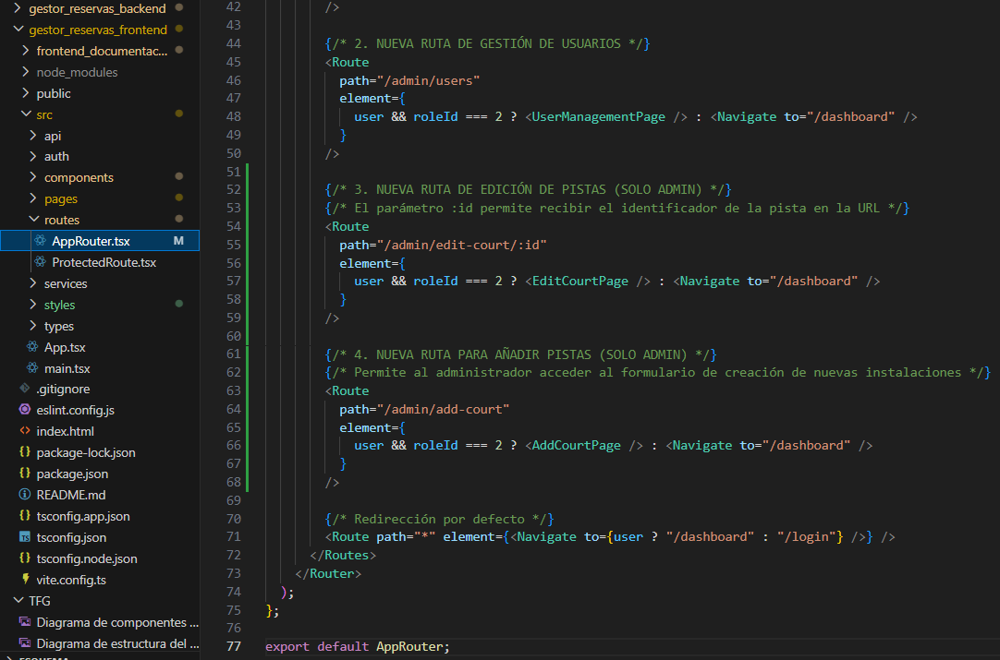 gestor_reservas_backend
gestor_reservas_frontend
frontend_documentac...
node_modules
public
src
api
auth
components
pages
routes
AppRouter.tsx M
ProtectedRoute.tsx
services
styles
types
App.tsx
main.tsx
.gitignore
eslint.config.js
index.html
package-lock.json
package.json
README.md
tsconfig.app.json
tsconfig.json
tsconfig.node.json
vite.config.ts
TFG
Diagrama de componentes ...
Diagrama de estructura del ...
ESQUEMA
42 />
43
44 {/* 2. NUEVA RUTA DE GESTIÓN DE USUARIOS */}
45 <Route
46 path="/admin/users"
47 element={
48 user && roleId === 2 ? <UserManagementPage /> : <Navigate to="/dashboard" />
49 }
50 />
51
52 {/* 3. NUEVA RUTA DE EDICIÓN DE PISTAS (SOLO ADMIN) */}
53 {/* El parámetro :id permite recibir el identificador de la pista en la URL */}
54 <Route
55 path="/admin/edit-court/:id"
56 element={
57 user && roleId === 2 ? <EditCourtPage /> : <Navigate to="/dashboard" />
58 }
59 />
60
61 {/* 4. NUEVA RUTA PARA AÑADIR PISTAS (SOLO ADMIN) */}
62 {/* Permite al administrador acceder al formulario de creación de nuevas instalaciones */}
63 <Route
64 path="/admin/add-court"
65 element={
66 user && roleId === 2 ? <AddCourtPage /> : <Navigate to="/dashboard" />
67 }
68 />
69
70 {/* Redirección por defecto */}
71 <Route path="*" element={<Navigate to={user ? "/dashboard" : "/login"} />} />
72 </Routes>
73 </Router>
74 );
75 };
76
77 export default AppRouter;